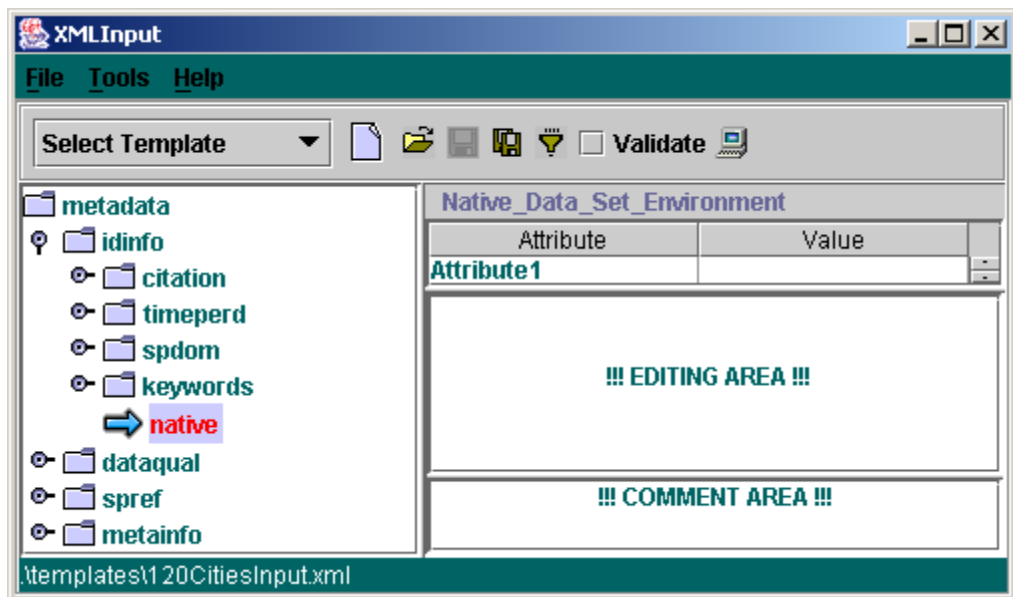 XMLInput
File Tools Help
Select Template Validate
metadata
idinfo
citation
timeperd
spdom
keywords
native
dataqual
spref
metainfo
Native_Data_Set_Environment
Attribute Value
Attribute1
!!! EDITING AREA !!!
!!! COMMENT AREA !!!
.\templates\120CitiesInput.xml